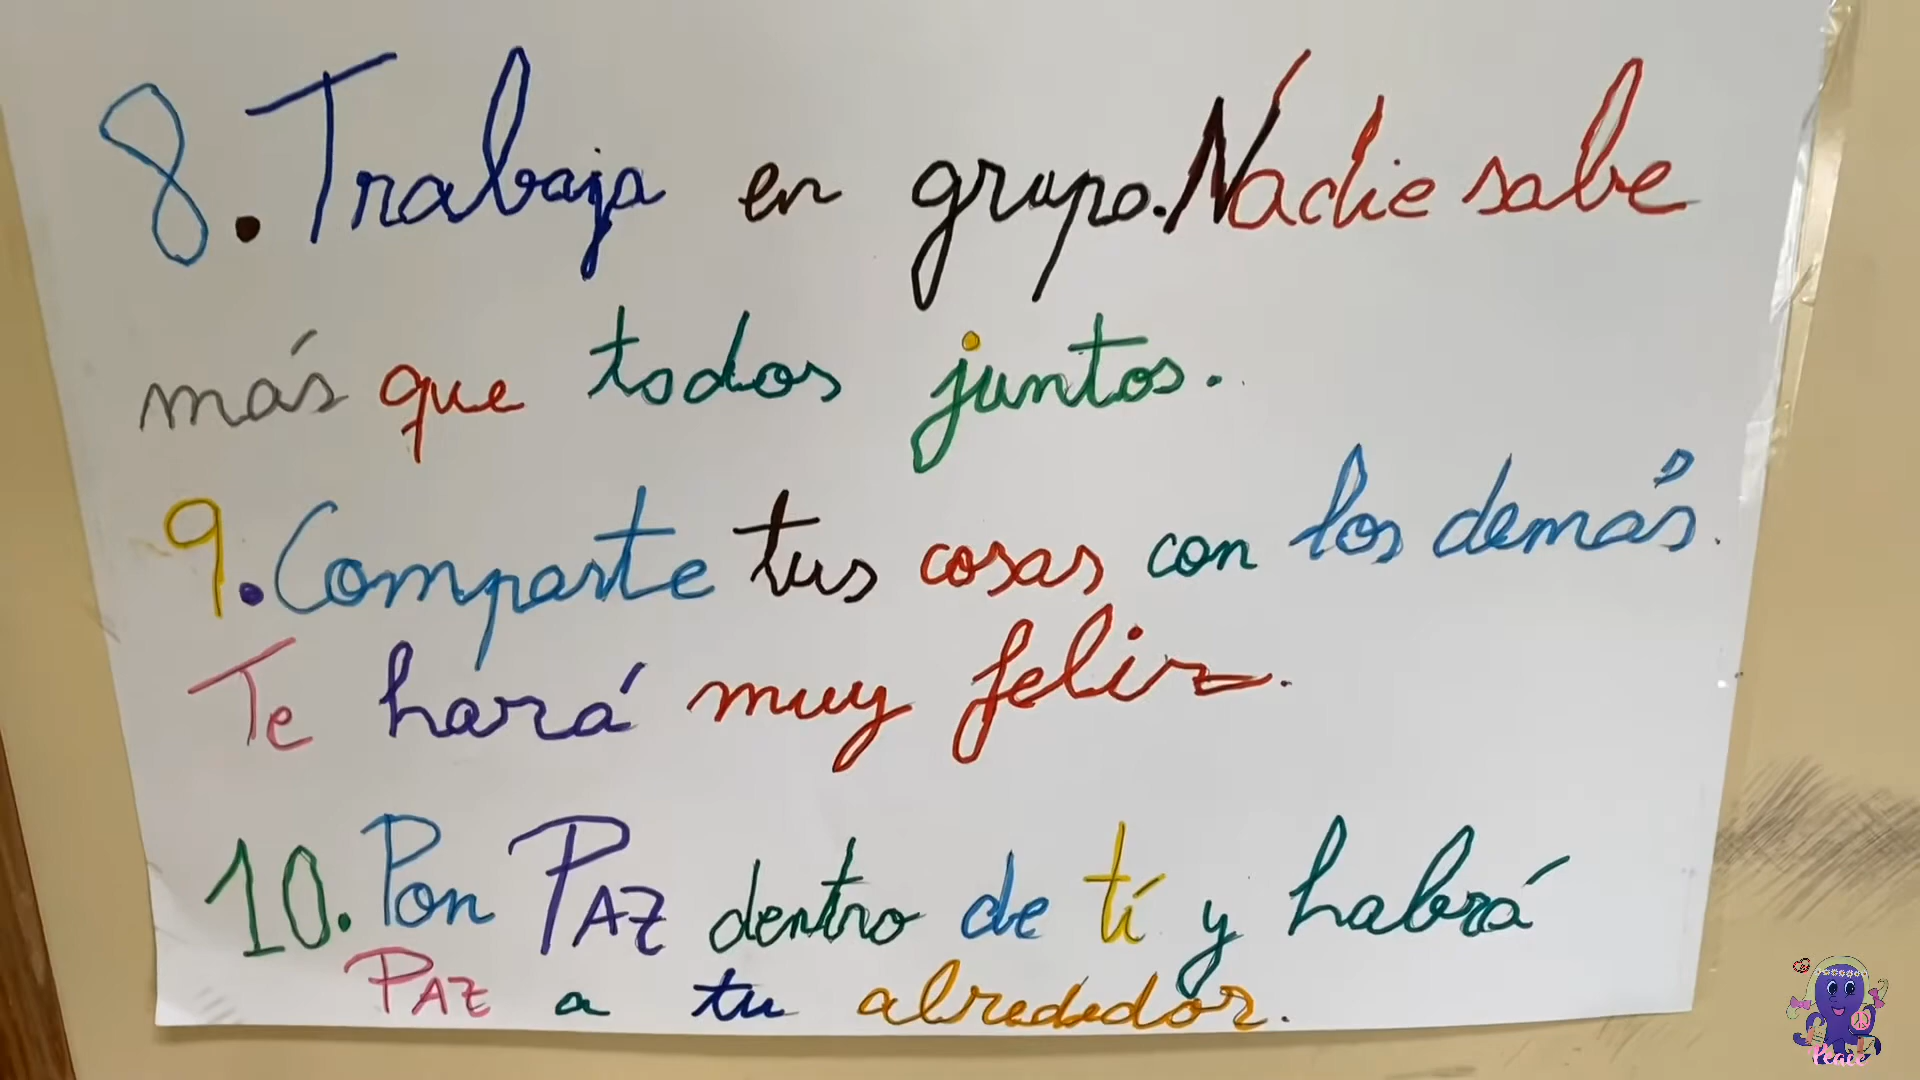 8. Trabaja en grupo. Nadie sabe
más que todos juntos.
9. Comparte tus cosas con los demás.
Te hará muy feliz.
10. Pon PAZ dentro de tí y habrá
PAZ a tu alrededor.
Peace